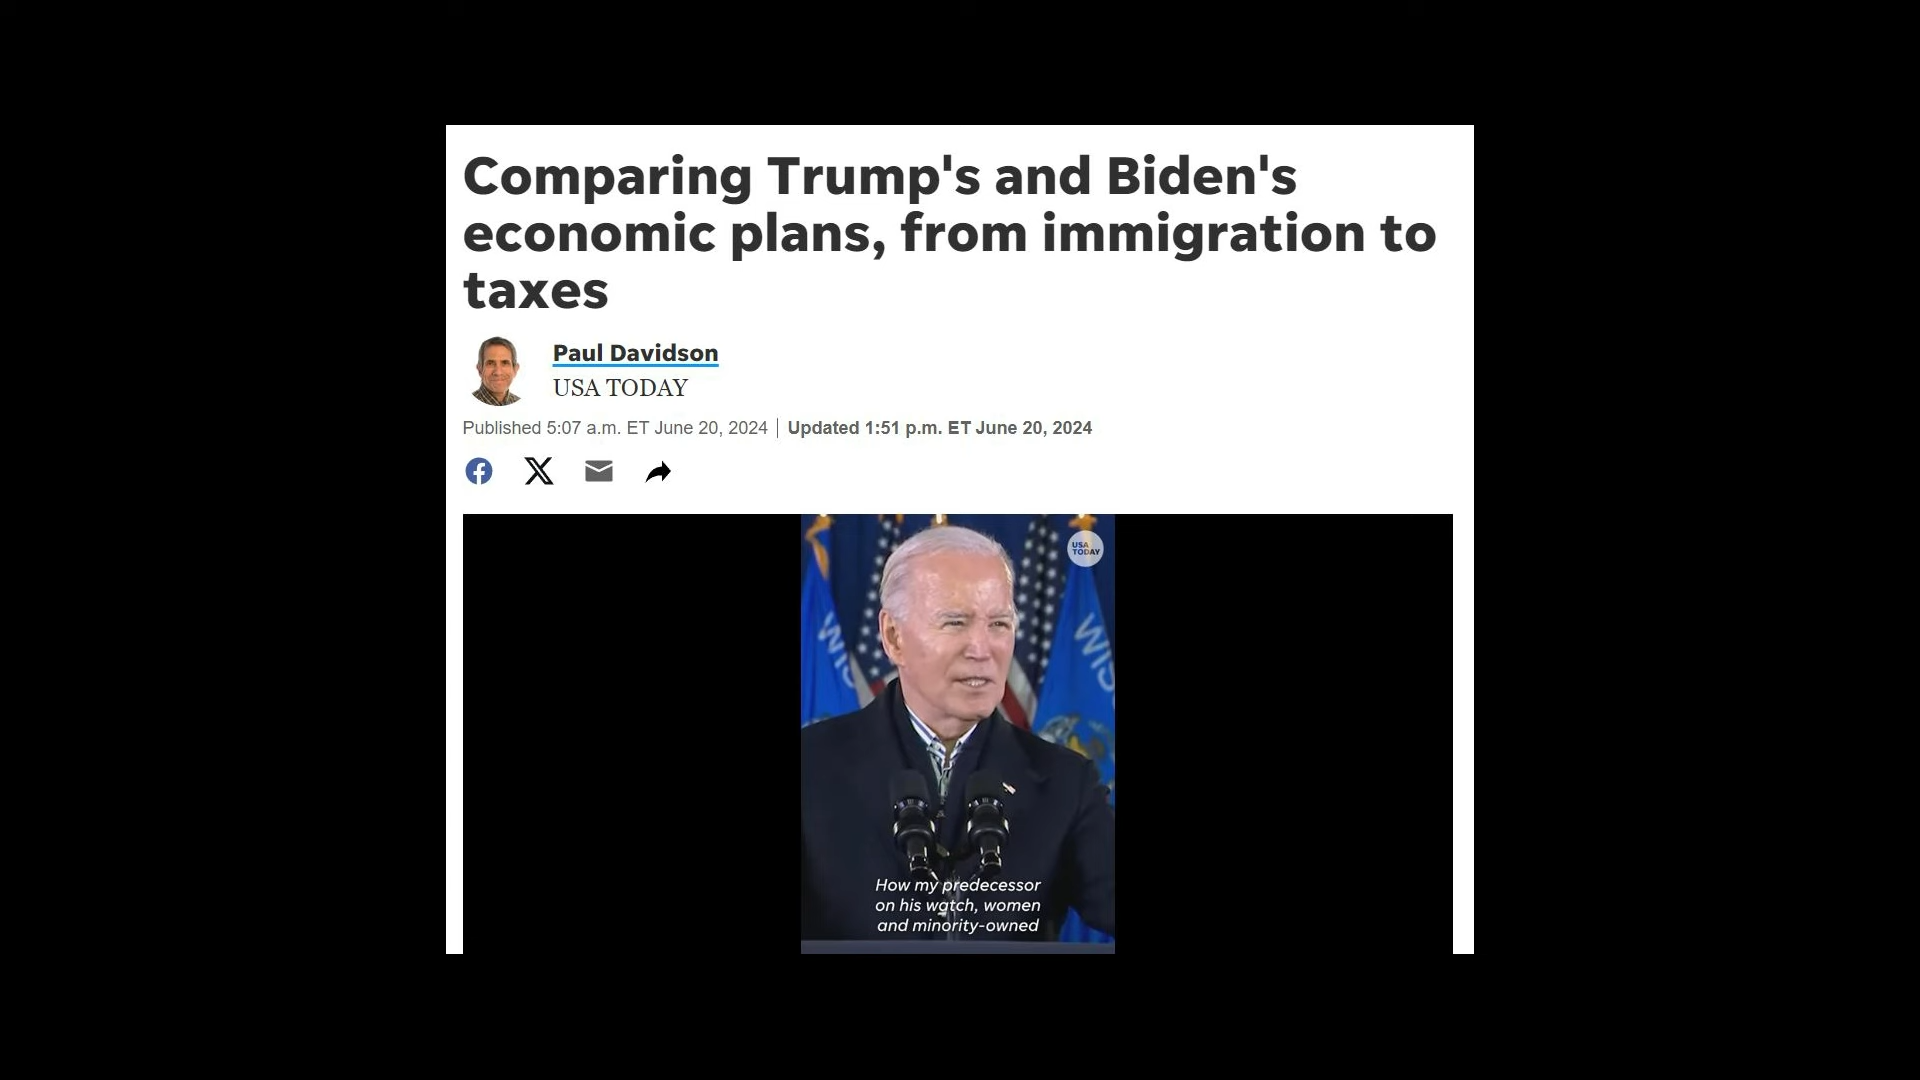 Comparing Trump's and Biden's
economic plans, from immigration to
taxes
Paul Davidson
USA TODAY
Published 5:07 a.m. ET June 20, 2024 | Updated 1:51 p.m. ET June 20, 2024
USA
TODAY
WISC
WIS
How my predecessor
on his watch, women
and minority-owned